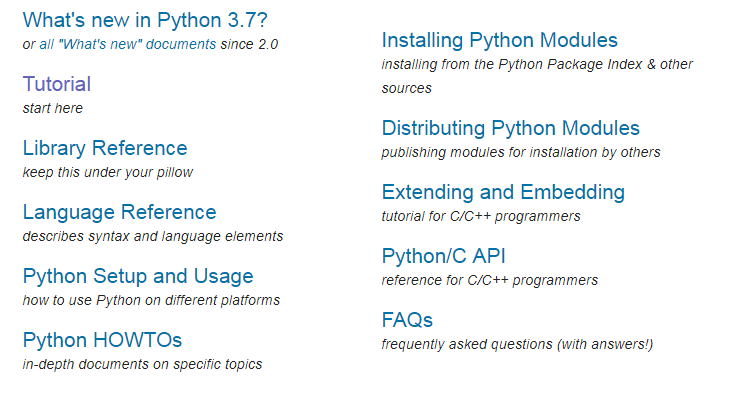 What's new in Python 3.7?
or all "What's new" documents since 2.0
Tutorial
start here
Library Reference
keep this under your pillow
Language Reference
describes syntax and language elements
Python Setup and Usage
how to use Python on different platforms
Python HOWTOs
in-depth documents on specific topics
Installing Python Modules
installing from the Python Package Index & other
sources
Distributing Python Modules
publishing modules for installation by others
Extending and Embedding
tutorial for C/C++ programmers
Python/C API
reference for C/C++ programmers
FAQs
frequently asked questions (with answers!)